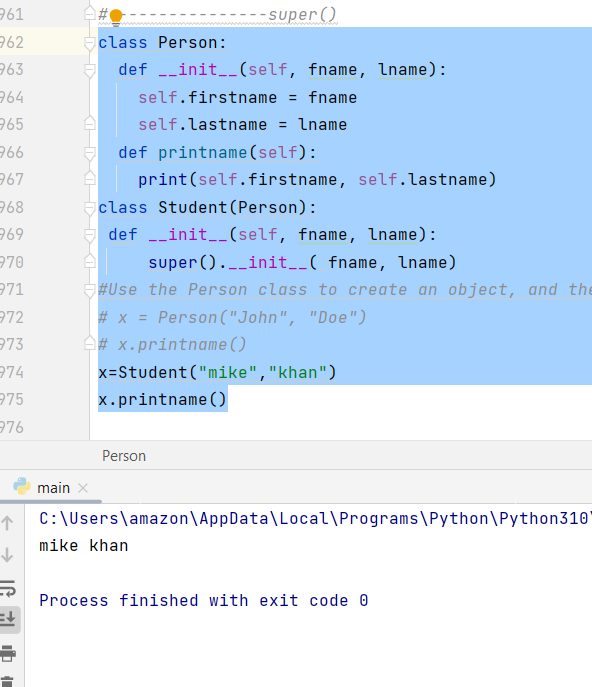 961 #---------------super()
962 class Person:
963 def __init__(self, fname, lname):
964 self.firstname = fname
965 self.lastname = lname
966 def printname(self):
967 print(self.firstname, self.lastname)
968 class Student(Person):
969 def __init__(self, fname, lname):
970 super().__init__( fname, lname)
971 #Use the Person class to create an object, and the
972 # x = Person("John", "Doe")
973 # x.printname()
974 x=Student("mike","khan")
975 x.printname()
976
Person
main
C:\Users\amazon\AppData\Local\Programs\Python\Python310\
mike khan
Process finished with exit code 0